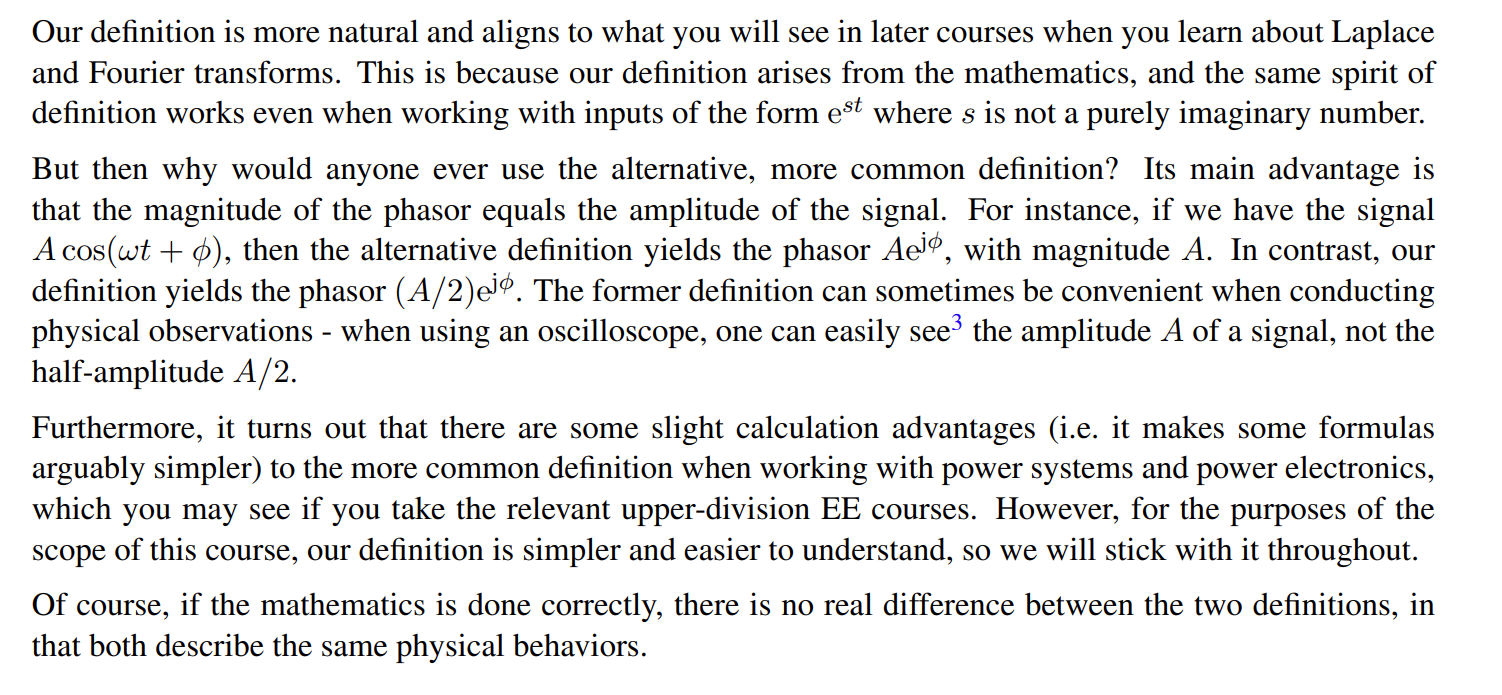 Our definition is more natural and aligns to what you will see in later courses when you learn about Laplace
and Fourier transforms. This is because our definition arises from the mathematics, and the same spirit of
definition works even when working with inputs of the form e^{st} where s is not a purely imaginary number.
But then why would anyone ever use the alternative, more common definition? Its main advantage is
that the magnitude of the phasor equals the amplitude of the signal. For instance, if we have the signal
A cos(ωt + ϕ), then the alternative definition yields the phasor Ae^{jϕ}, with magnitude A. In contrast, our
definition yields the phasor (A/2)e^{jϕ}. The former definition can sometimes be convenient when conducting
physical observations - when using an oscilloscope, one can easily see³ the amplitude A of a signal, not the
half-amplitude A/2.
Furthermore, it turns out that there are some slight calculation advantages (i.e. it makes some formulas
arguably simpler) to the more common definition when working with power systems and power electronics,
which you may see if you take the relevant upper-division EE courses. However, for the purposes of the
scope of this course, our definition is simpler and easier to understand, so we will stick with it throughout.
Of course, if the mathematics is done correctly, there is no real difference between the two definitions, in
that both describe the same physical behaviors.